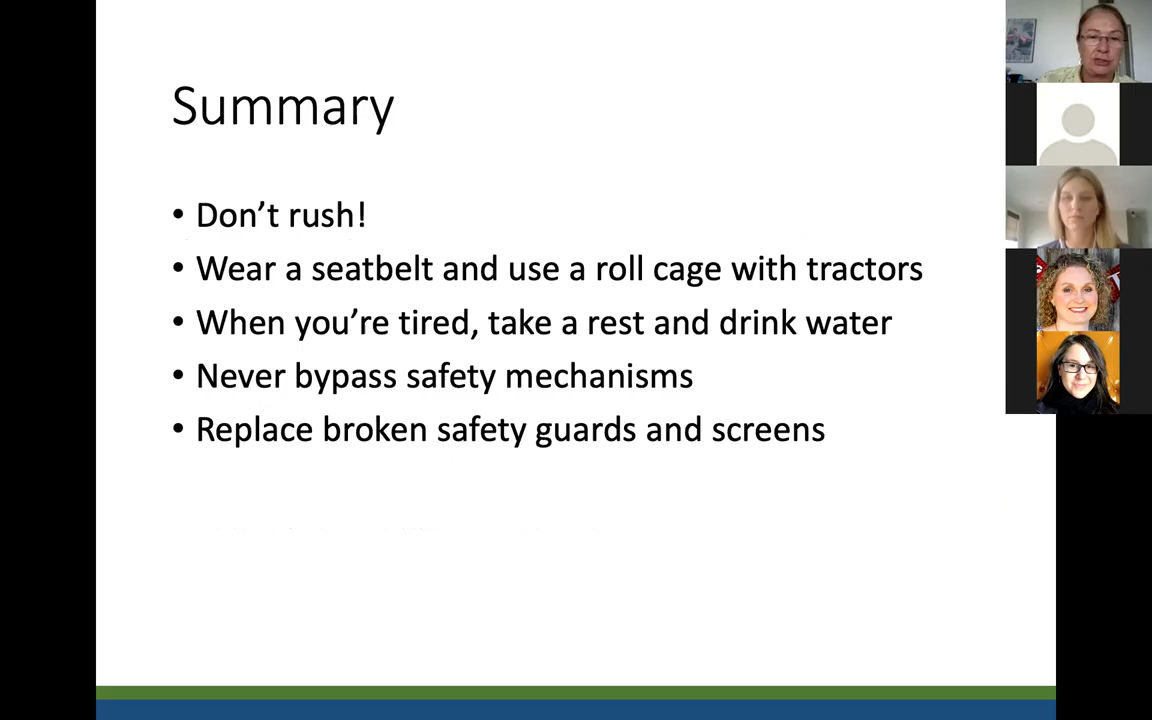 Summary
• Don’t rush!
• Wear a seatbelt and use a roll cage with tractors
• When you’re tired, take a rest and drink water
• Never bypass safety mechanisms
• Replace broken safety guards and screens